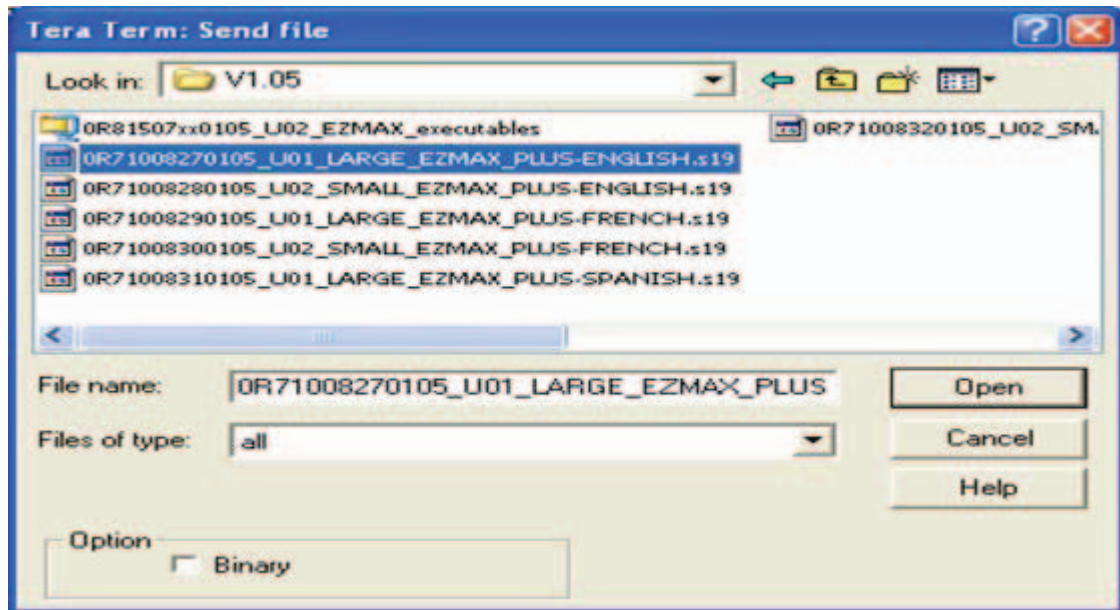 Tera Term: Send file
Look in: V1.05
0R81507xx0105_U02_EZMAX_executables
0R71008270105_U01_LARGE_EZMAX_PLUS-ENGLISH.s19
0R71008280105_U02_SMALL_EZMAX_PLUS-ENGLISH.s19
0R71008290105_U01_LARGE_EZMAX_PLUS-FRENCH.s19
0R71008300105_U02_SMALL_EZMAX_PLUS-FRENCH.s19
0R71008310105_U01_LARGE_EZMAX_PLUS-SPANISH.s19
0R71008320105_U02_SM.
File name: 0R71008270105_U01_LARGE_EZMAX_PLUS
Open
Files of type: all
Cancel
Help
Option
Binary